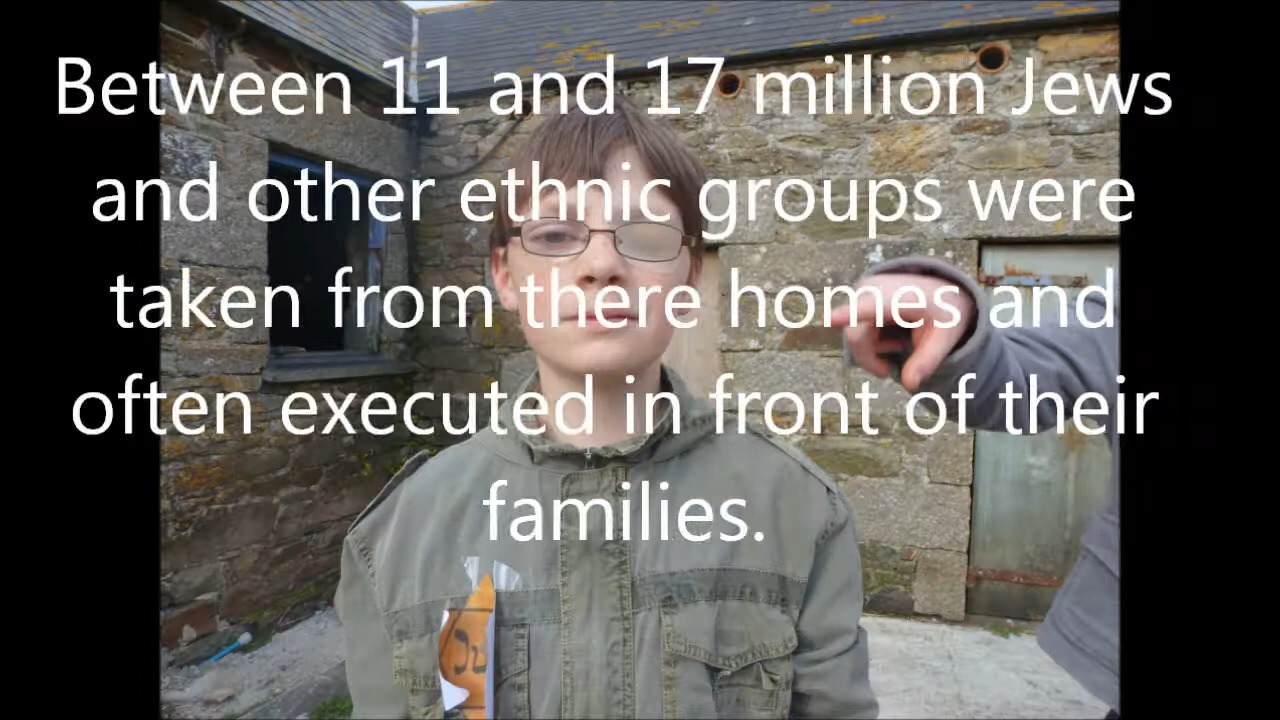 Between 11 and 17 million Jews
and other ethnic groups were
taken from there homes and
often executed in front of their
families.